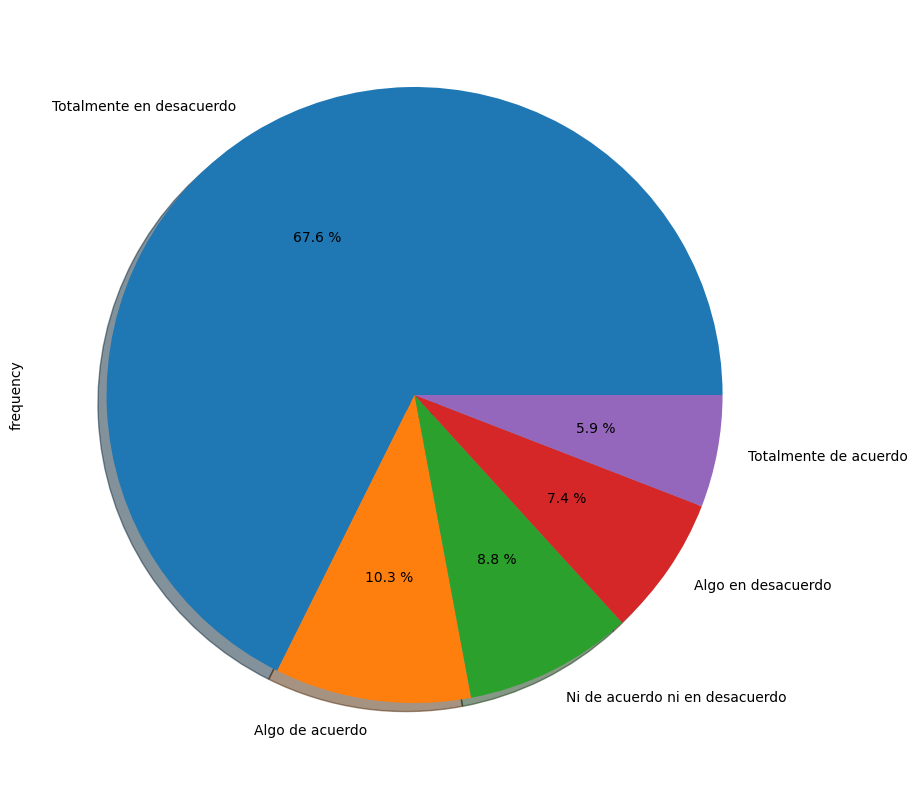 Totalmente en desacuerdo
67.6 %
frequency
5.9 %
Totalmente de acuerdo
7.4 %
8.8 %
10.3 %
Algo en desacuerdo
Ni de acuerdo ni en desacuerdo
Algo de acuerdo